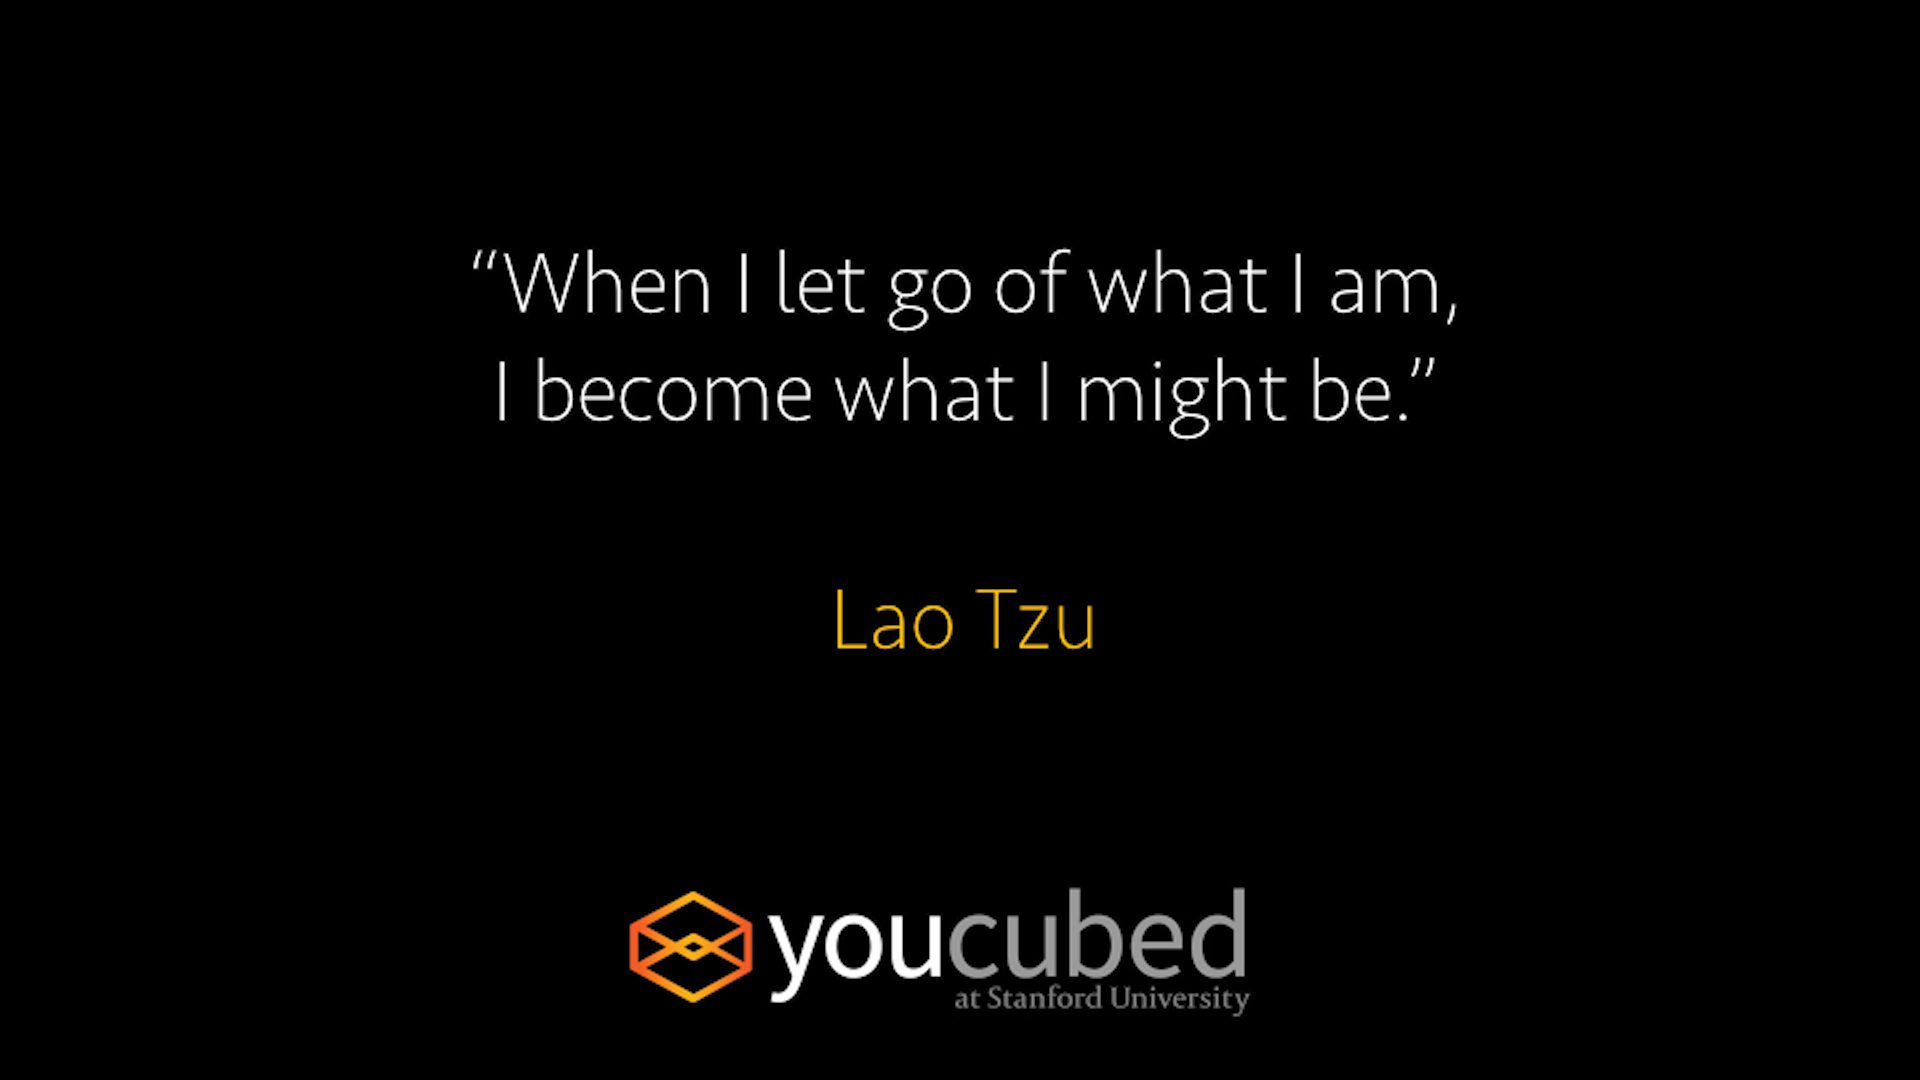 “When I let go of what I am,
I become what I might be.”
Lao Tzu
youcubed
at Stanford University